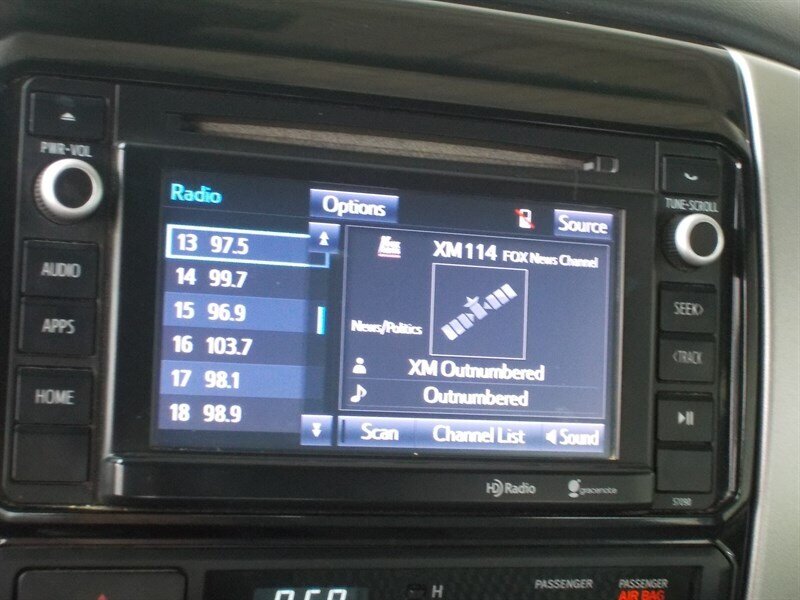 PWR-VOL
AUDIO
APPS
HOME
Radio
Options
Source
13 97.5
14 99.7
15 96.9
16 103.7
17 98.1
18 98.9
XM114 FOX News Channel
News/Politics
XM Outnumbered
Outnumbered
Scan
Channel List
Sound
TUNE-SCROLL
SEEK>
<TRACK
HD Radio
gracenote
57090
H
PASSENGER
PASSENGER
AIR BAG